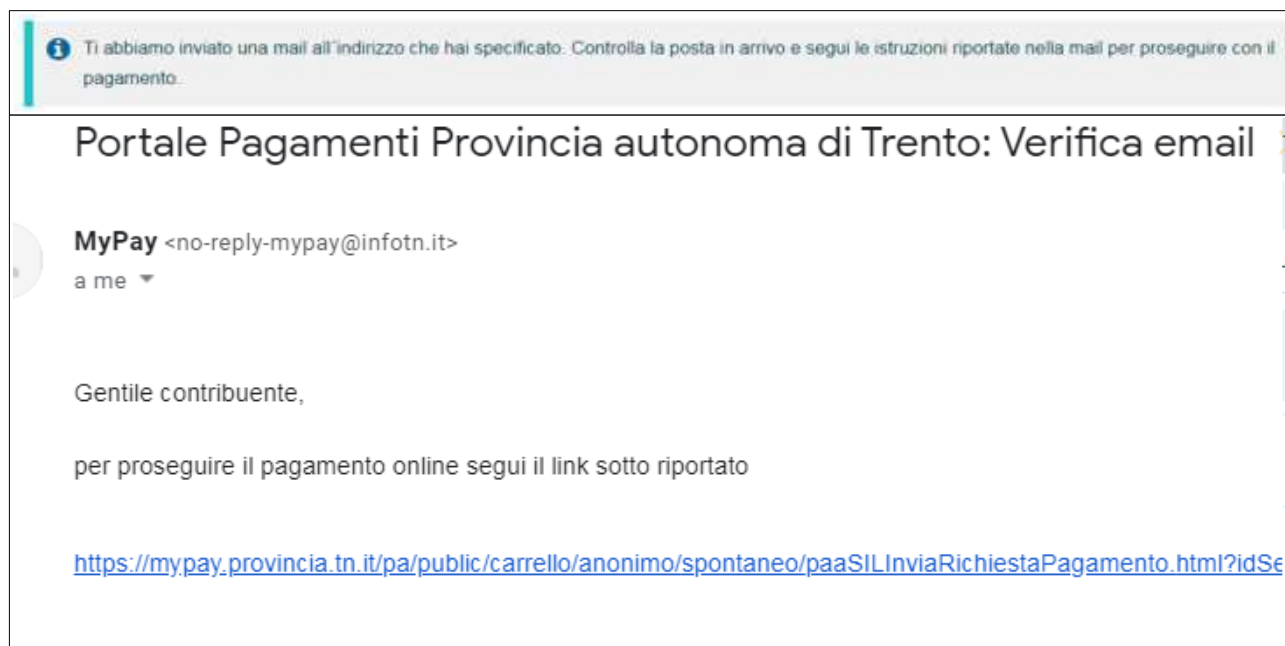 Ti abbiamo inviato una mail all'indirizzo che hai specificato. Controlla la posta in arrivo e segui le istruzioni riportate nella mail per proseguire con il
pagamento.
Portale Pagamenti Provincia autonoma di Trento: Verifica email
MyPay <no-reply-mypay@infotn.it>
a me
Gentile contribuente,
per proseguire il pagamento online segui il link sotto riportato
https://mypay.provincia.tn.it/pa/public/carrello/anonimo/spontaneo/paaSILInviaRichiestaPagamento.html?idSe